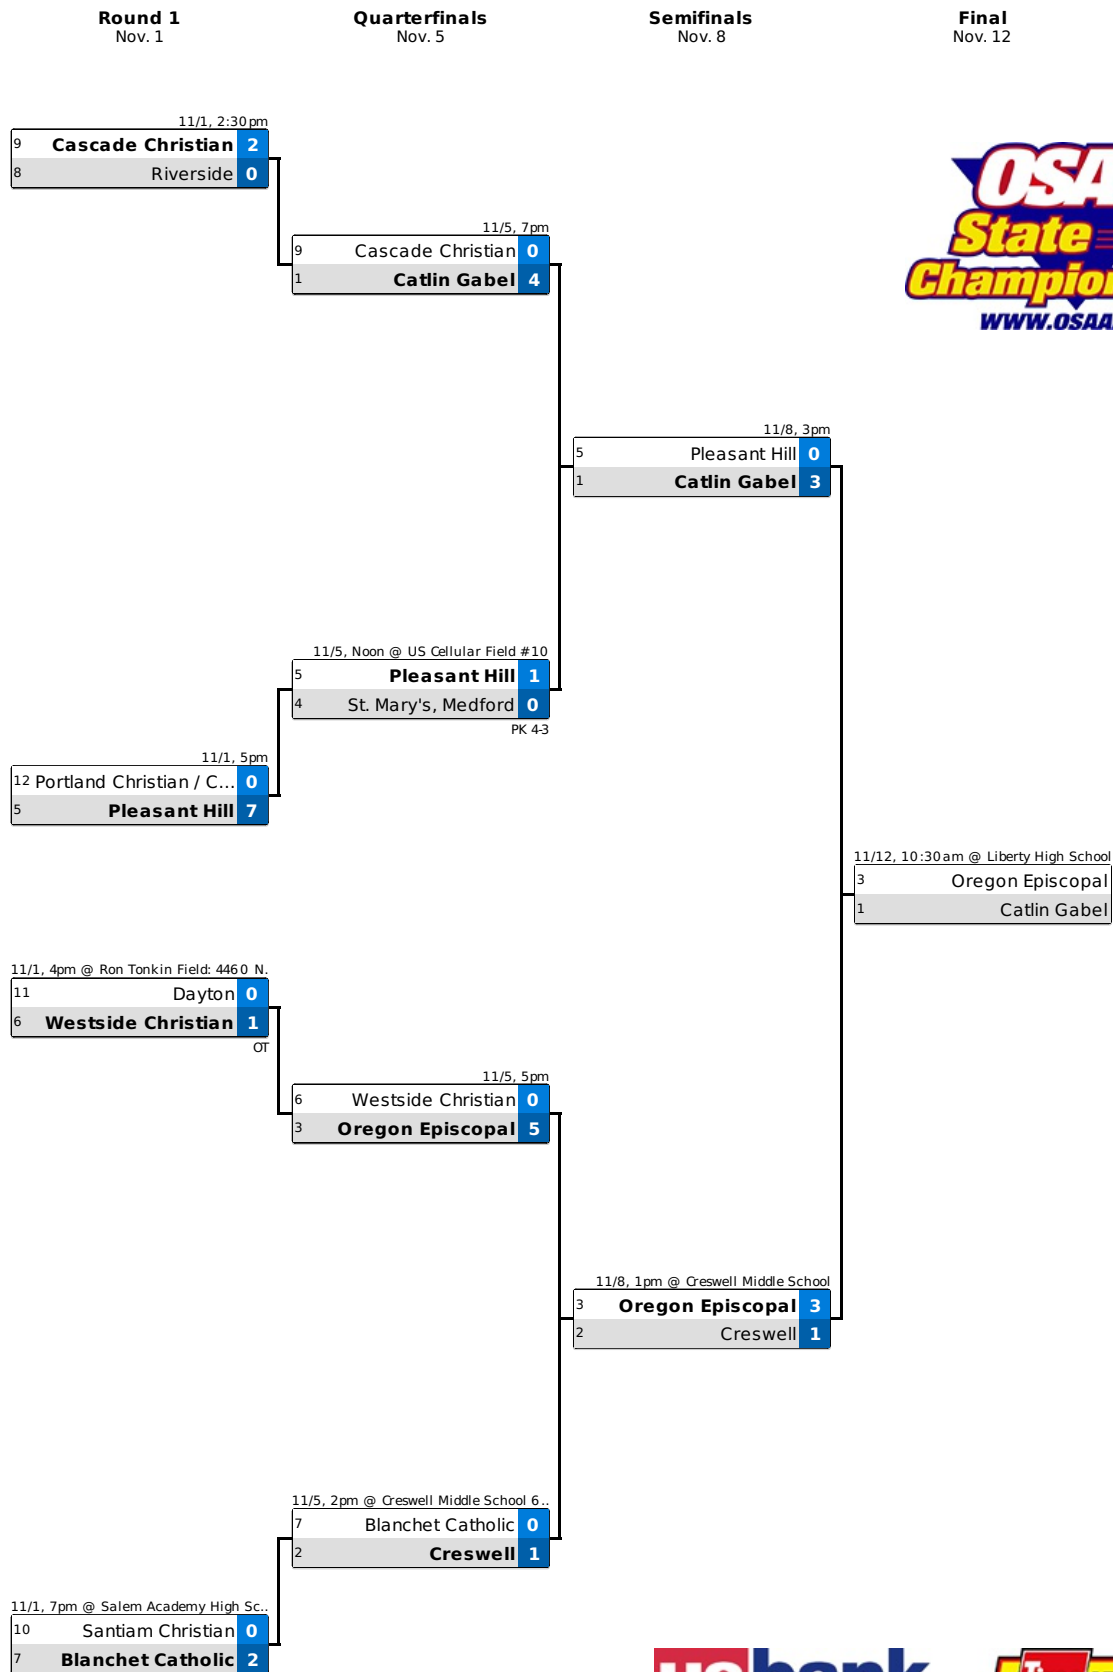 Round 1
Nov. 1
Quarterfinals
Nov. 5
Semifinals
Nov. 8
Final
Nov. 12
11/1, 2:30pm
9 Cascade Christian 2
8 Riverside 0
11/5, 7pm
9 Cascade Christian 0
1 Catlin Gabel 4
OSA
State
Champio
WWW.OSAA
11/8, 3pm
5 Pleasant Hill 0
1 Catlin Gabel 3
11/5, Noon @ US Cellular Field #10
5 Pleasant Hill 1
4 St. Mary's, Medford 0
PK 4-3
11/1, 5pm
12 Portland Christian / C... 0
5 Pleasant Hill 7
11/12, 10:30am @ Liberty High School
3 Oregon Episcopal
1 Catlin Gabel
11/1, 4pm @ Ron Tonkin Field: 4460 N.
11 Dayton 0
6 Westside Christian 1
OT
11/5, 5pm
6 Westside Christian 0
3 Oregon Episcopal 5
11/8, 1pm @ Creswell Middle School
3 Oregon Episcopal 3
2 Creswell 1
11/5, 2pm @ Creswell Middle School 6..
7 Blanchet Catholic 0
2 Creswell 1
11/1, 7pm @ Salem Academy High Sc..
10 Santiam Christian 0
7 Blanchet Catholic 2
usbank